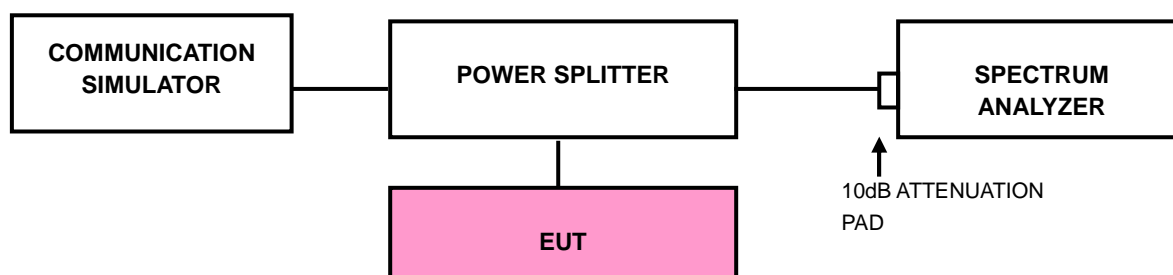 COMMUNICATION
SIMULATOR
POWER SPLITTER
SPECTRUM
ANALYZER
10dB ATTENUATION
PAD
EUT